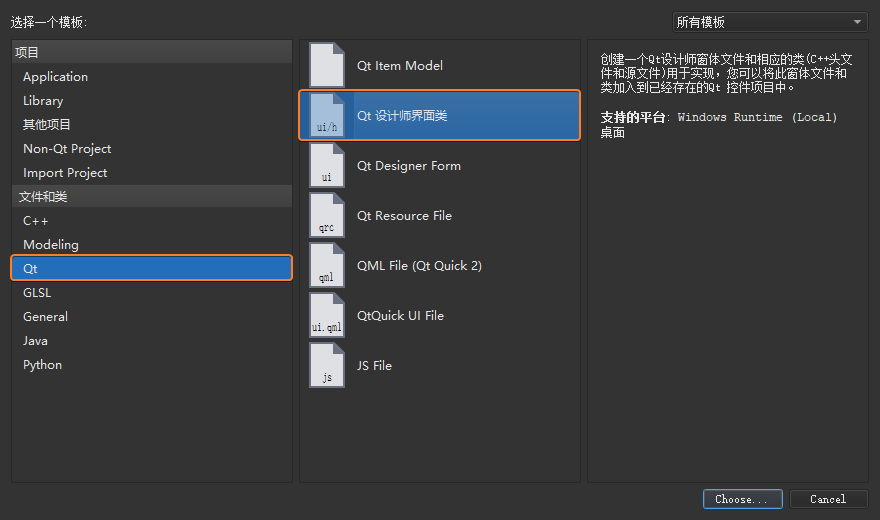 选择一个模板:
所有模板
项目
Application
Library
其他项目
Non-Qt Project
Import Project
文件和类
C++
Modeling
Qt
GLSL
General
Java
Python
Qt Item Model
ui/h
Qt 设计师界面类
ui
Qt Designer Form
qrc
Qt Resource File
qml
QML File (Qt Quick 2)
ui.qml
QtQuick UI File
js
JS File
创建一个Qt设计师窗体文件和相应的类(C++头文
件和源文件)用于实现，您可以将此窗体文件和
类加入到已经存在的Qt 控件项目中。
支持的平台: Windows Runtime (Local)
桌面
Choose...
Cancel